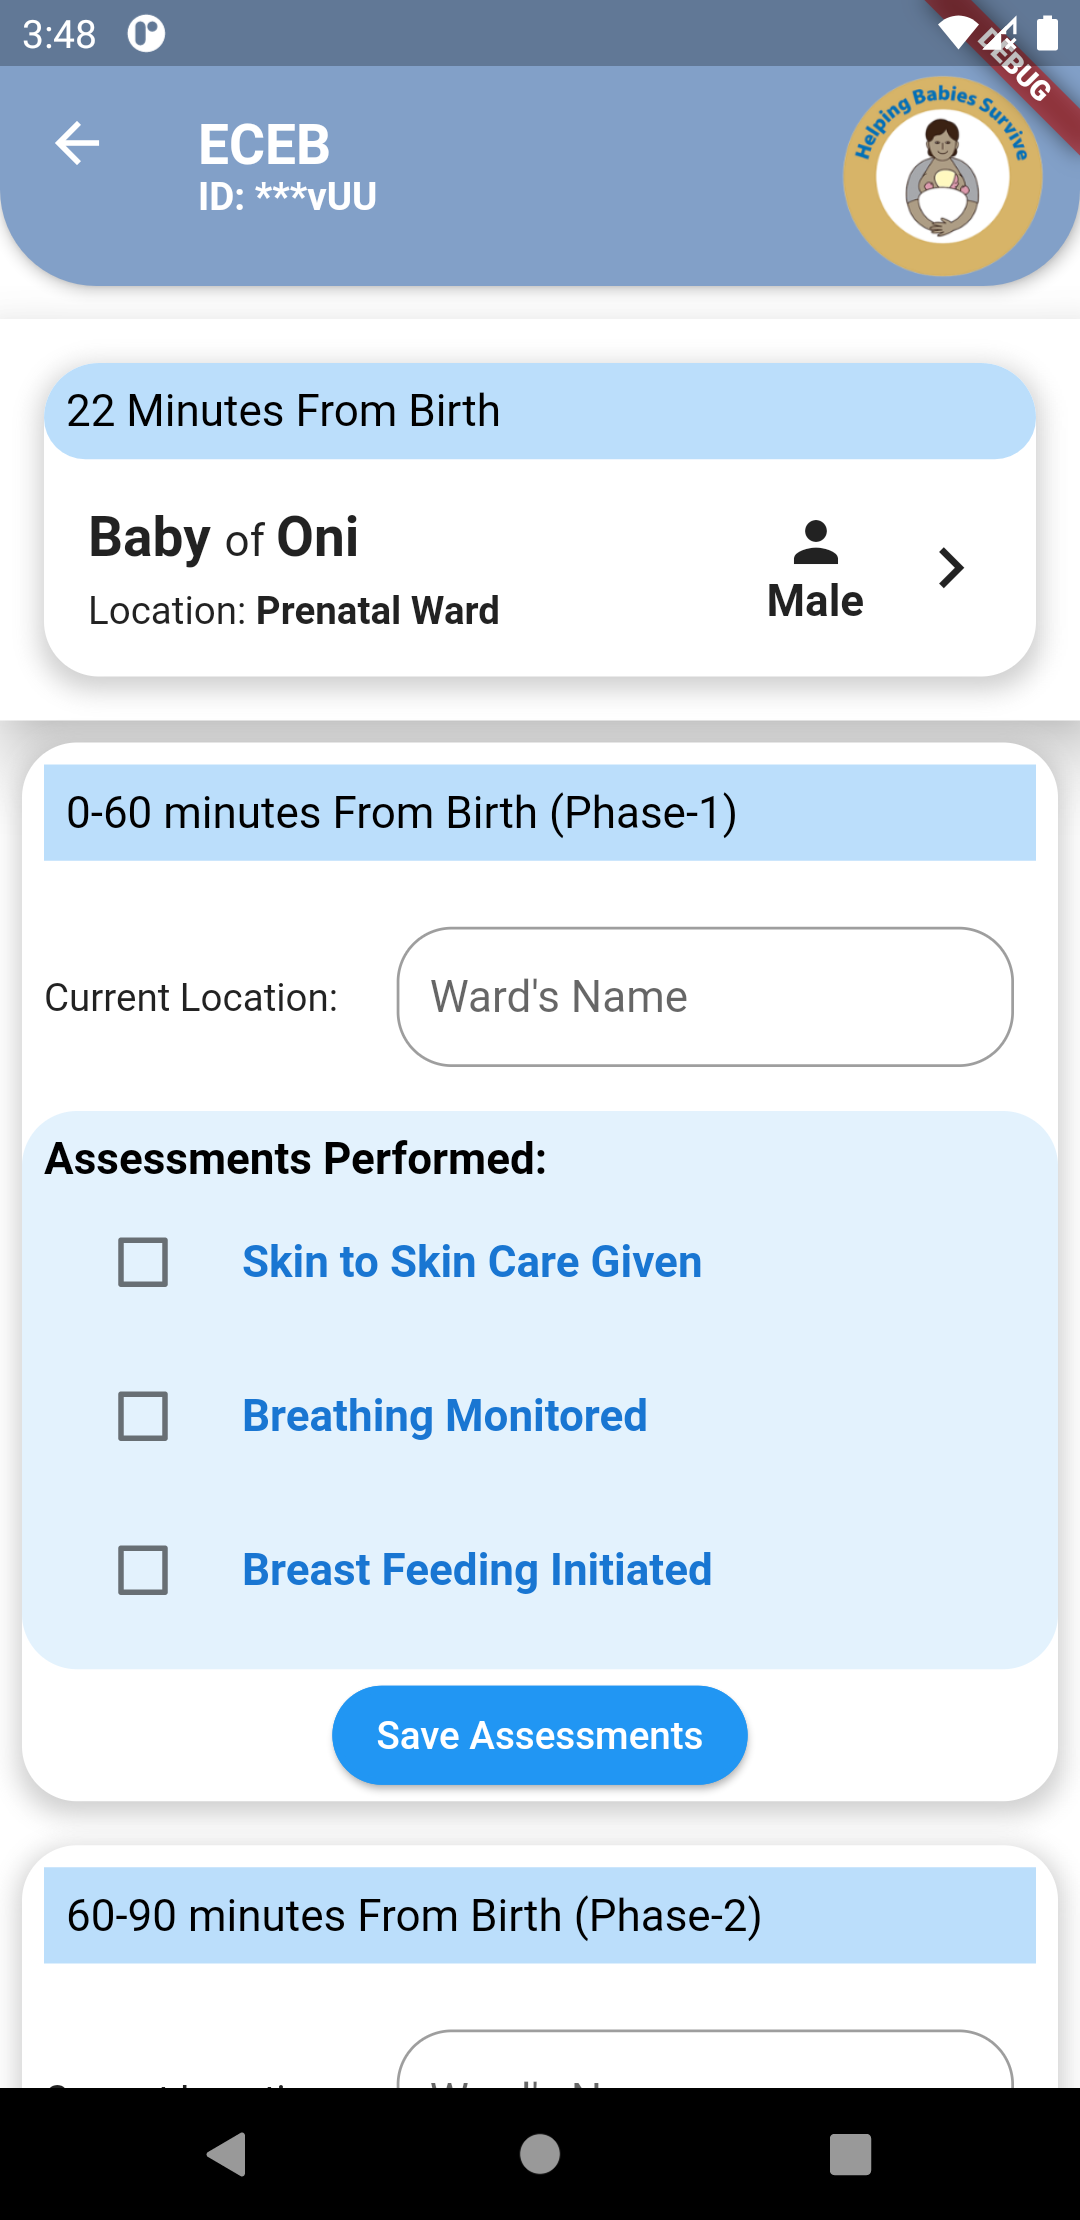 3:48
DEBUG
ECEB
ID: ***vUU
Helping Babies Survive
22 Minutes From Birth
Baby of Oni
Location: Prenatal Ward
Male
0-60 minutes From Birth (Phase-1)
Current Location:
Ward's Name
Assessments Performed:
Skin to Skin Care Given
Breathing Monitored
Breast Feeding Initiated
Save Assessments
60-90 minutes From Birth (Phase-2)